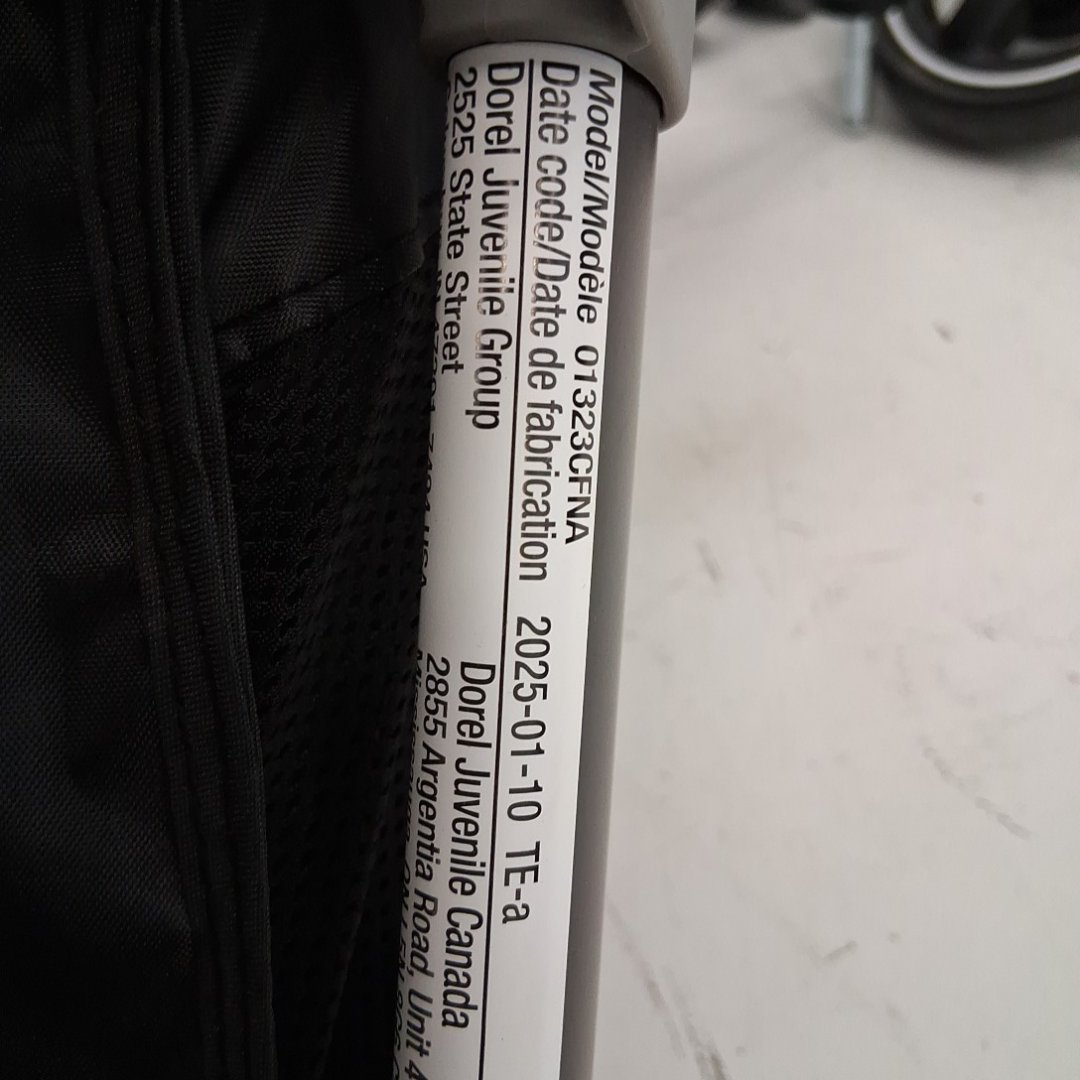 Model/Modèle 01323CFNA
Date code/Date de fabrication 2025-01-10 TE-a
Dorel Juvenile Group
2525 State Street
Dorel Juvenile Canada
2855 Argentia Road, Unit 4